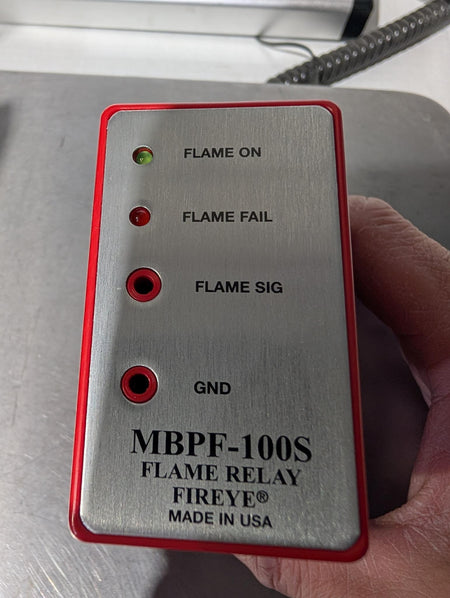 FLAME ON
FLAME FAIL
FLAME SIG
GND
MBPF-100S
FLAME RELAY
FIREYE®
MADE IN USA